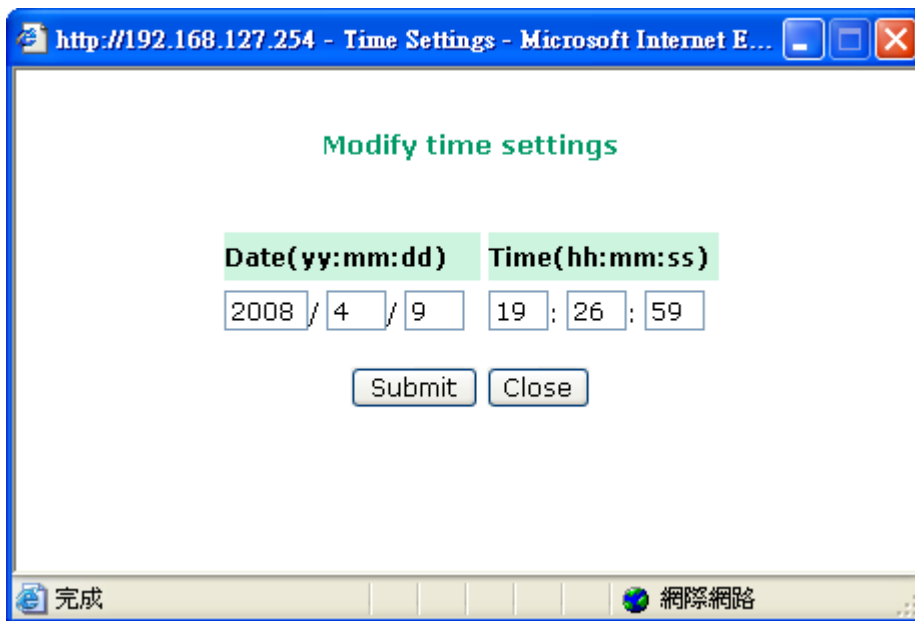 http://192.168.127.254 - Time Settings - Microsoft Internet E...
Modify time settings
Date(yy:mm:dd) Time(hh:mm:ss)
2008 / 4 / 9 19 : 26 : 59
Submit Close
完成 網際網路